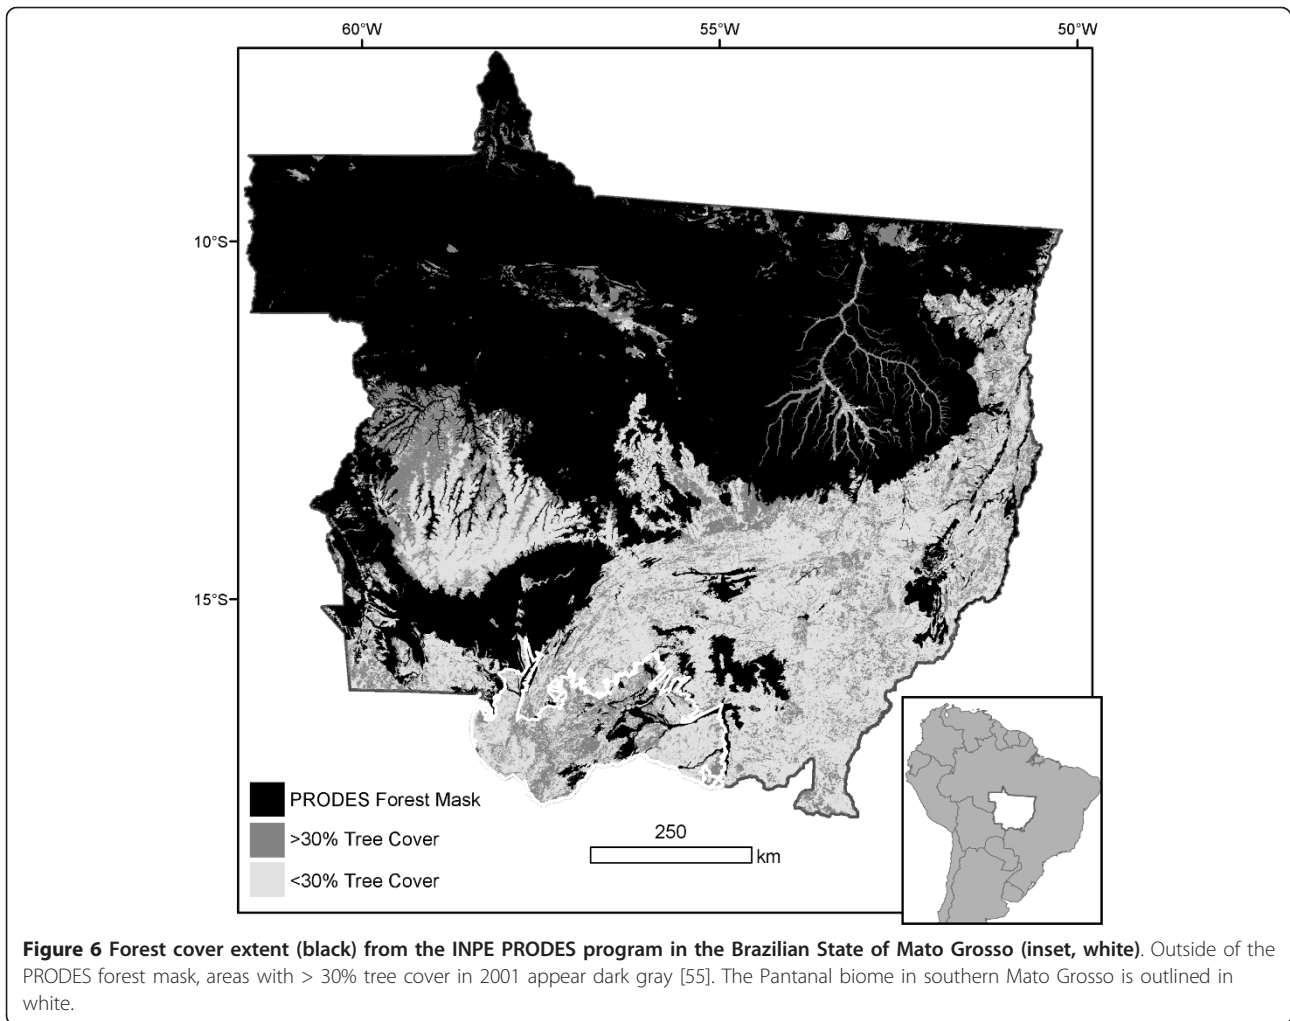 60°W 55°W 50°W
10°S
15°S
PRODES Forest Mask
>30% Tree Cover
<30% Tree Cover
250
km
Figure 6 Forest cover extent (black) from the INPE PRODES program in the Brazilian State of Mato Grosso (inset, white). Outside of the
PRODES forest mask, areas with > 30% tree cover in 2001 appear dark gray [55]. The Pantanal biome in southern Mato Grosso is outlined in
white.